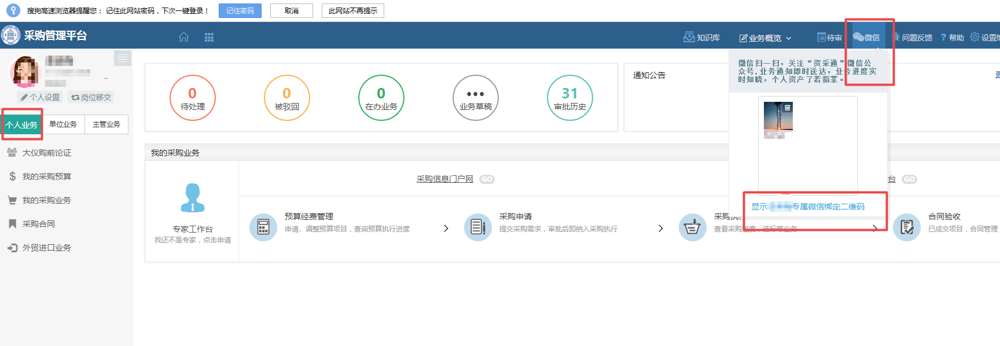 搜狗高速浏览器提醒您： 记住此网站密码，下次一键登录！
记住密码
取消
此网站不再提示
采购管理平台
知识库
业务概览
待审
微信
问题反馈
? 帮助
设置
个人设置
岗位移交
个人业务
单位业务
主管业务
大仪购前论证
我的采购预算
我的采购业务
采购合同
外贸进口业务
0
待处理
0
被驳回
0
在办业务
业务草稿
31
审批历史
通知公告
微信扫一扫，关注“资采通”微信公
众号,业务通知即时送达，业务进度实
时知晓，个人资产了若指掌。
显示
专属微信绑定二维码
我的采购业务
采购信息门户网 GO
台 GO
专家工作台
我还不是专家，点击申请
预算经费管理
申请、调整预算项目，查询预算执行进度
采购申请
提交采购需求，审批后即纳入采购执行
采购
查看采购进度，选标等业务
合同验收
已成交项目，合同管理